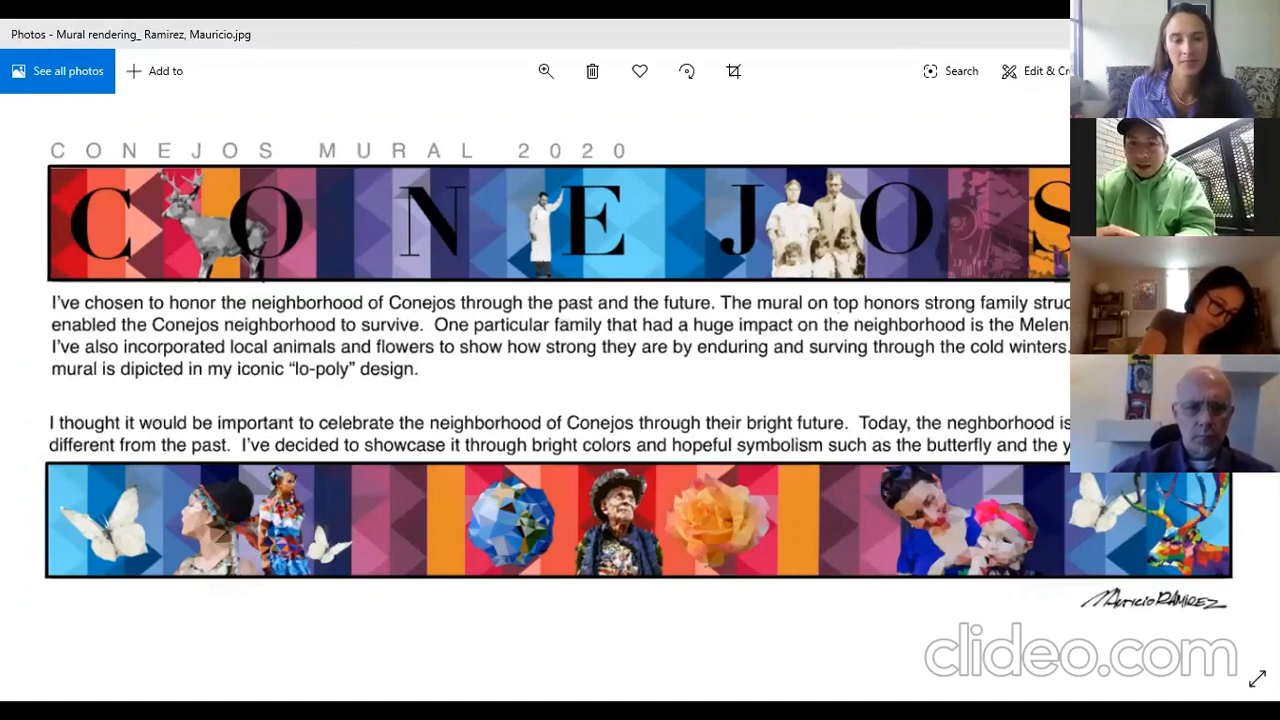 Photos - Mural rendering_ Ramirez, Mauricio.jpg
See all photos
Add to
Search
Edit & Cr
CONEJOS MURAL 2020
CONEJOS
I've chosen to honor the neighborhood of Conejos through the past and the future. The mural on top honors strong family struc
enabled the Conejos neighborhood to survive. One particular family that had a huge impact on the neighborhood is the Melen
I've also incorporated local animals and flowers to show how strong they are by enduring and surving through the cold winters.
mural is dipicted in my iconic “lo-poly” design.
I thought it would be important to celebrate the neighborhood of Conejos through their bright future. Today, the neghborhood is
different from the past. I've decided to showcase it through bright colors and hopeful symbolism such as the butterfly and the y
Mauricio RAMIREZ
clideo.com